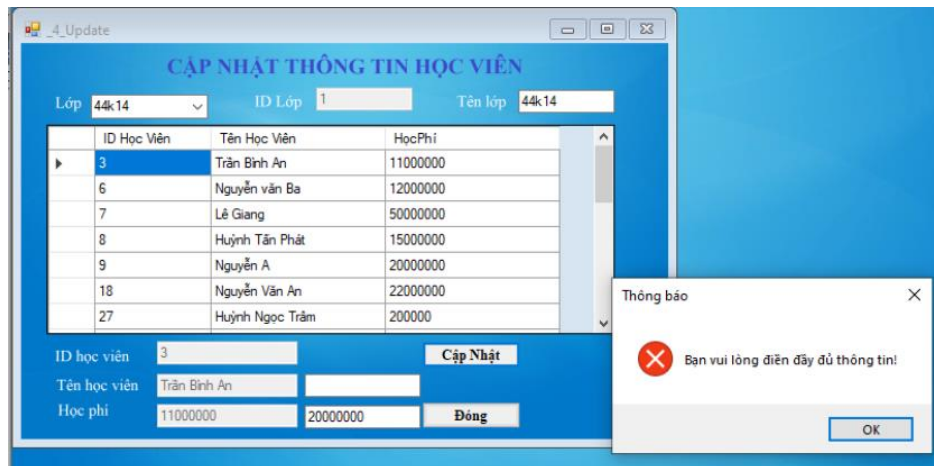 _4_Update
CẬP NHẬT THÔNG TIN HỌC VIÊN
Lớp 44k14 ID Lớp 1 Tên lớp 44k14
ID Học Viên Tên Học Viên HọcPhí
3 Trần Bình An 11000000
6 Nguyễn văn Ba 12000000
7 Lê Giang 50000000
8 Huỳnh Tấn Phát 15000000
9 Nguyễn A 20000000
18 Nguyễn Văn An 22000000
27 Huỳnh Ngọc Trâm 200000
ID học viên 3 Cập Nhật
Tên học viên Trần Bình An
Học phí 11000000 20000000 Đóng
Thông báo
Bạn vui lòng điền đầy đủ thông tin!
OK